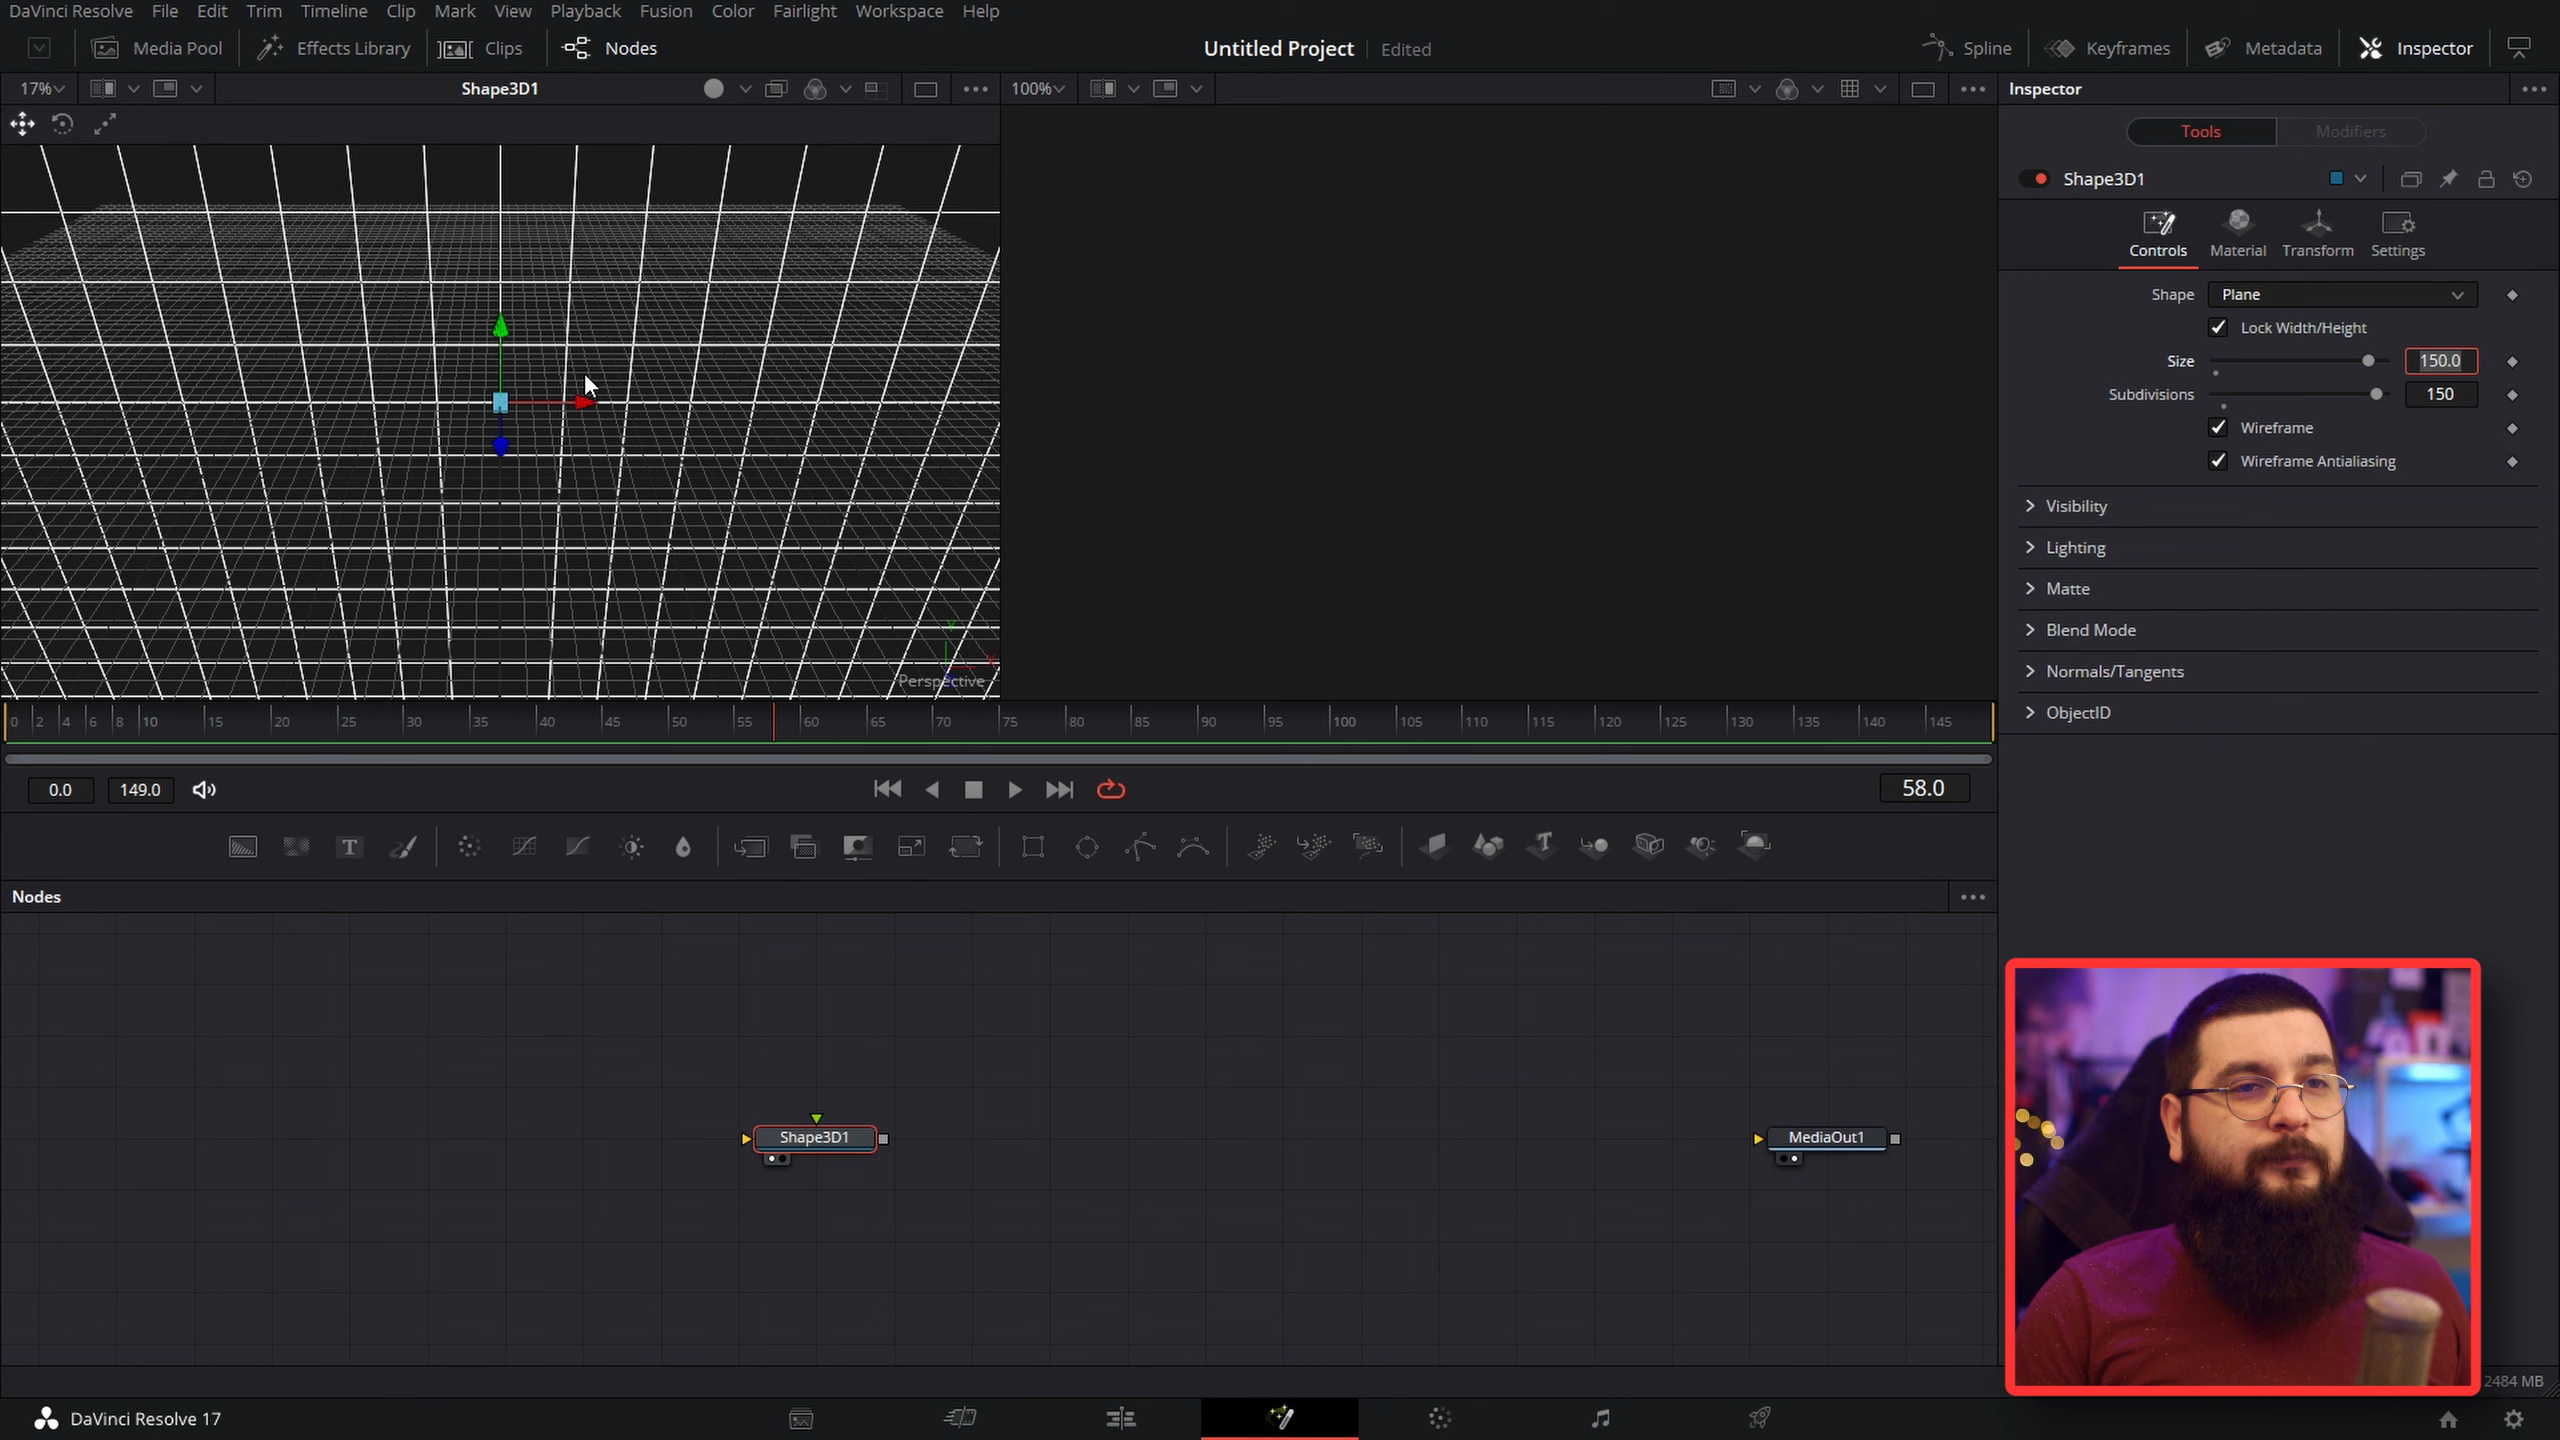 DaVinci Resolve File Edit Trim Timeline Clip Mark View Playback Fusion Color Fairlight Workspace Help
Media Pool Effects Library Clips Nodes Untitled Project Edited Spline Keyframes Metadata Inspector
17% Shape3D1 100% Inspector
Tools Modifiers
Shape3D1
Controls Material Transform Settings
Shape Plane
Lock Width/Height
Size 150.0
Subdivisions 150
Wireframe
Wireframe Antialiasing
Visibility
Lighting
Matte
Blend Mode
Normals/Tangents
ObjectID
Y
X
Perspective
0 2 4 6 8 10 15 20 25 30 35 40 45 50 55 60 65 70 75 80 85 90 95 100 105 110 115 120 125 130 135 140 145
0.0 149.0 58.0
T T
Nodes
Shape3D1 MediaOut1
2484 MB
DaVinci Resolve 17